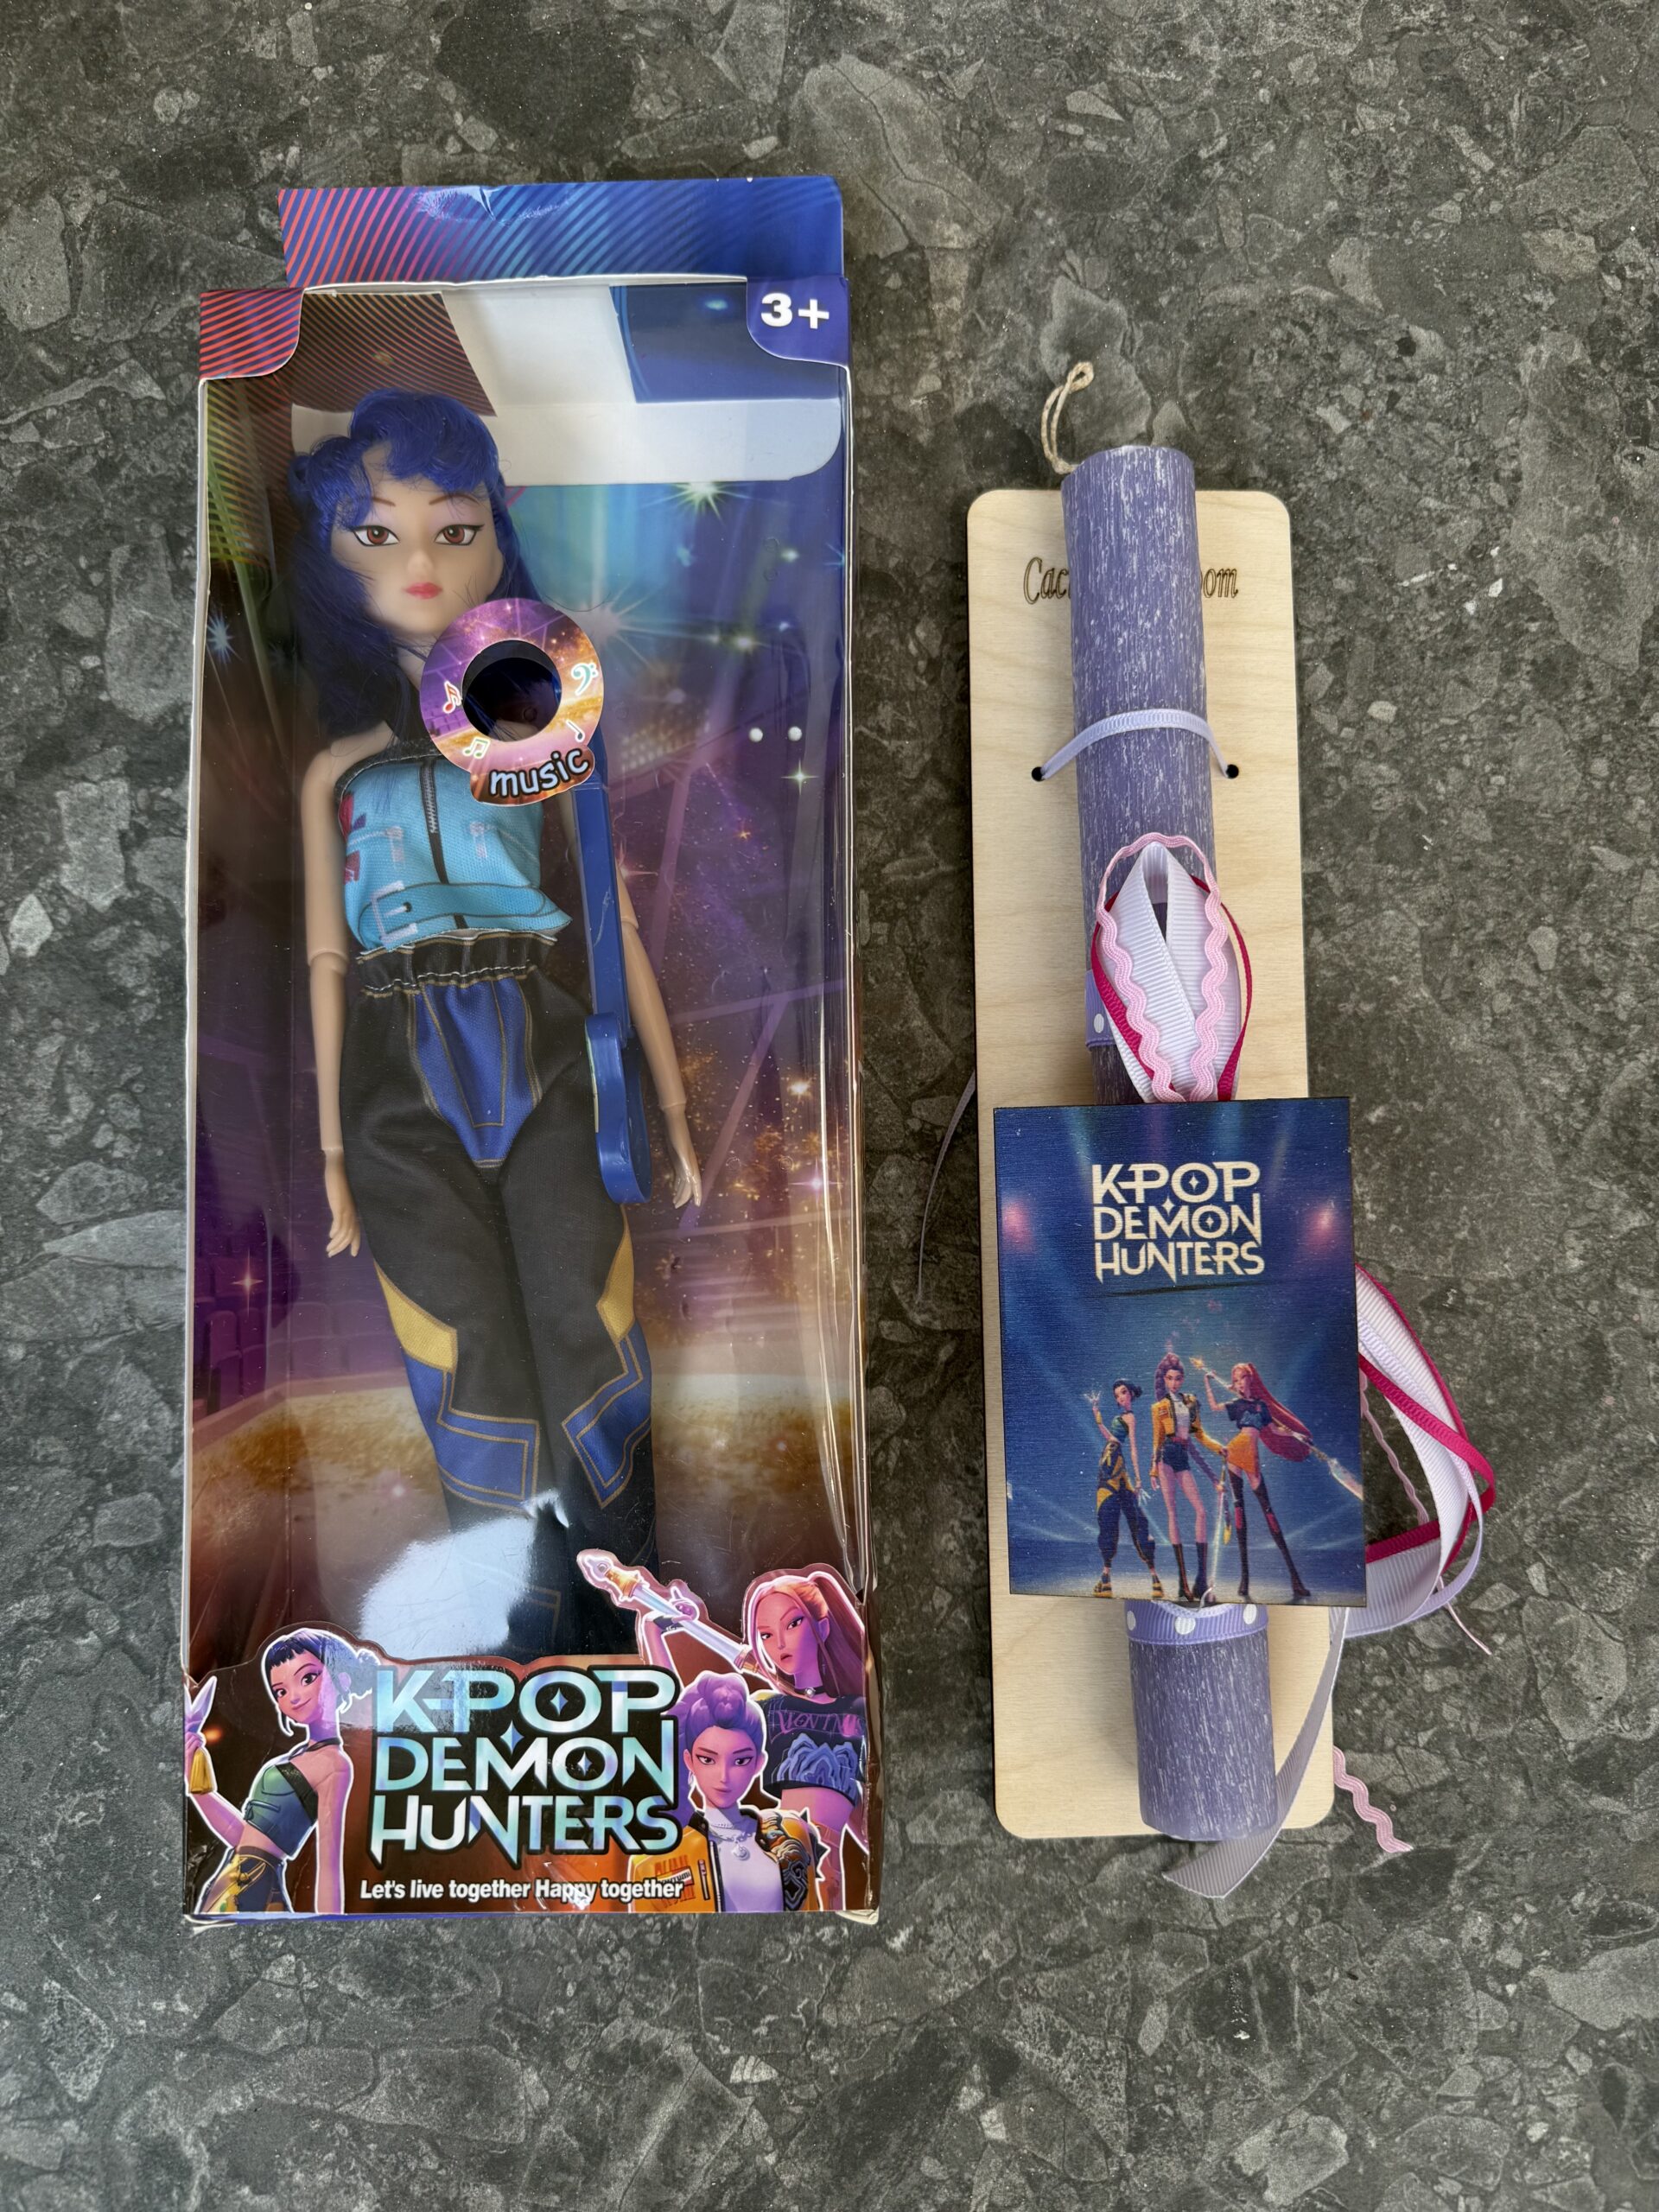 3+
music
K-POP
DEMON
HUNTERS
Let's live together Happy together
K-POP
DEMON
HUNTERS